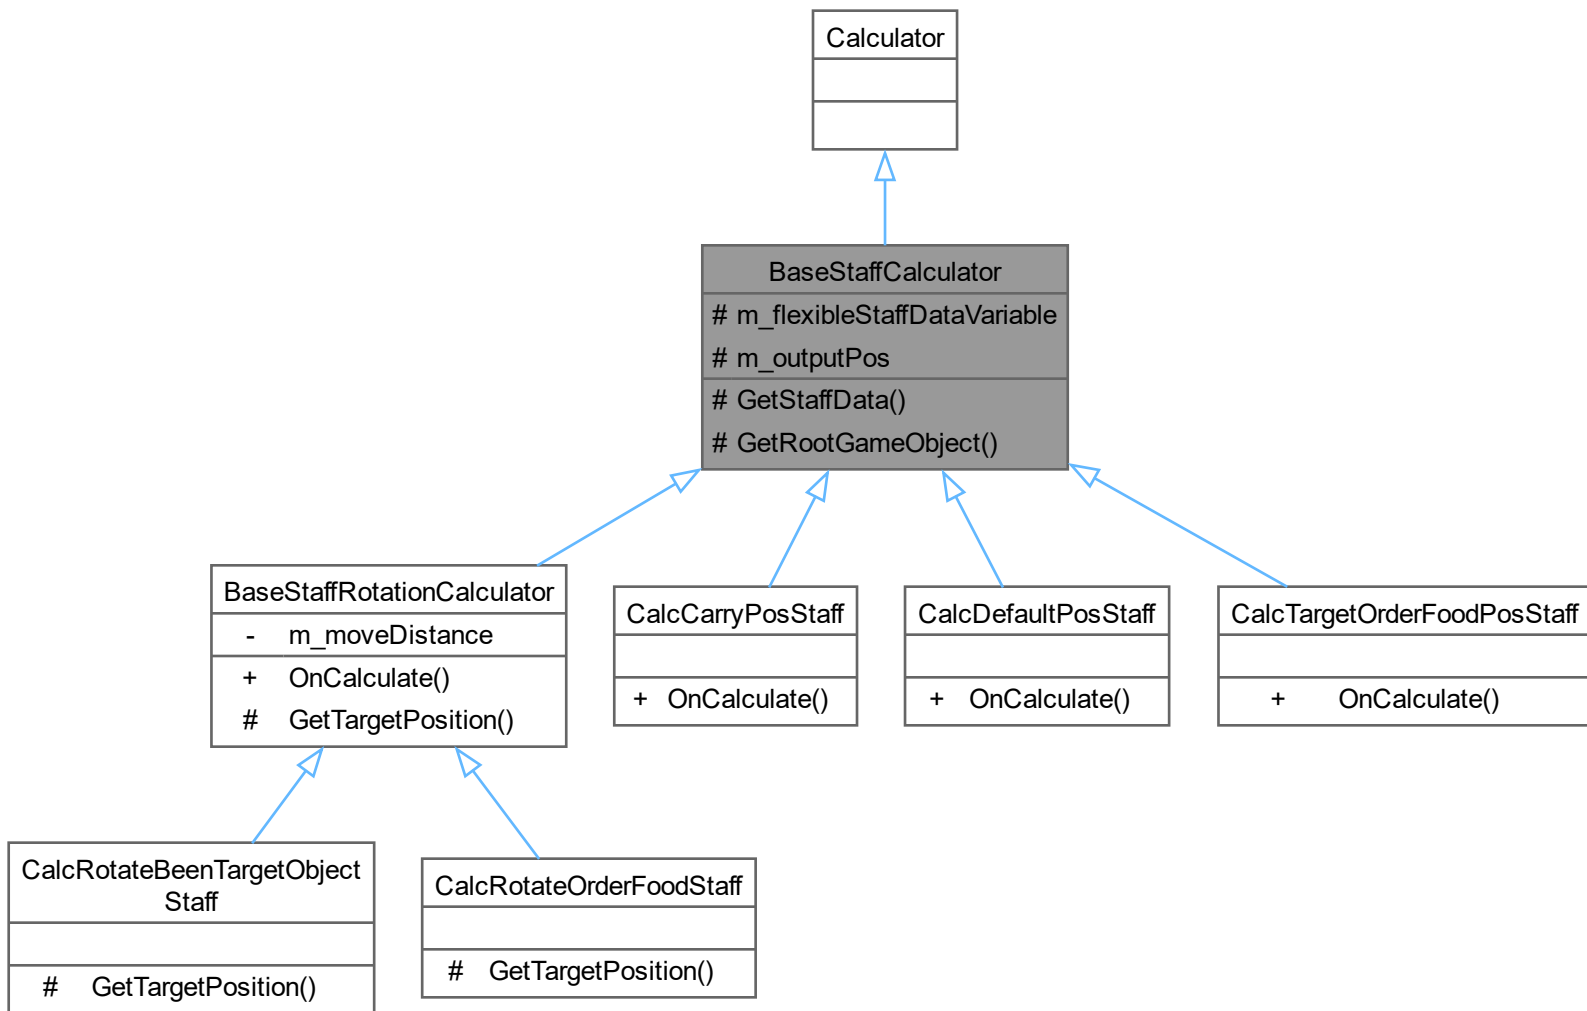 Calculator
BaseStaffCalculator
# m_flexibleStaffDataVariable
# m_outputPos
# GetStaffData()
# GetRootGameObject()
BaseStaffRotationCalculator
- m_moveDistance
+ OnCalculate()
# GetTargetPosition()
CalcCarryPosStaff
+ OnCalculate()
CalcDefaultPosStaff
+ OnCalculate()
CalcTargetOrderFoodPosStaff
+ OnCalculate()
CalcRotateBeenTargetObject
Staff
# GetTargetPosition()
CalcRotateOrderFoodStaff
# GetTargetPosition()